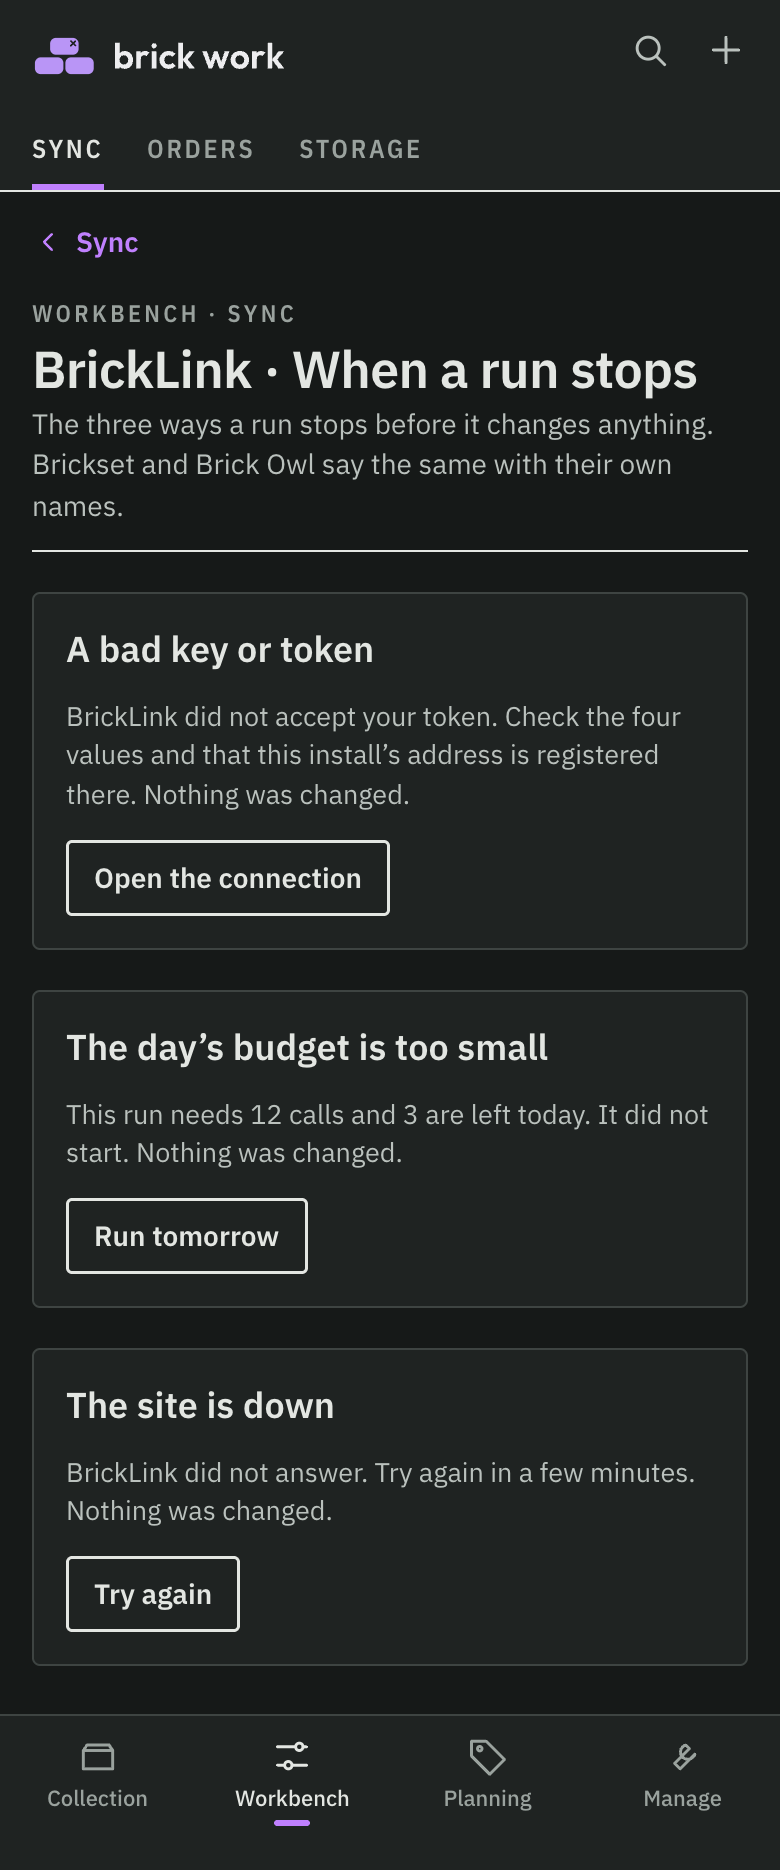 brick work
SYNC ORDERS STORAGE
Sync
WORKBENCH · SYNC
BrickLink · When a run stops
The three ways a run stops before it changes anything.
Brickset and Brick Owl say the same with their own
names.
A bad key or token
BrickLink did not accept your token. Check the four
values and that this install’s address is registered
there. Nothing was changed.
Open the connection
The day’s budget is too small
This run needs 12 calls and 3 are left today. It did not
start. Nothing was changed.
Run tomorrow
The site is down
BrickLink did not answer. Try again in a few minutes.
Nothing was changed.
Try again
Collection Workbench Planning Manage